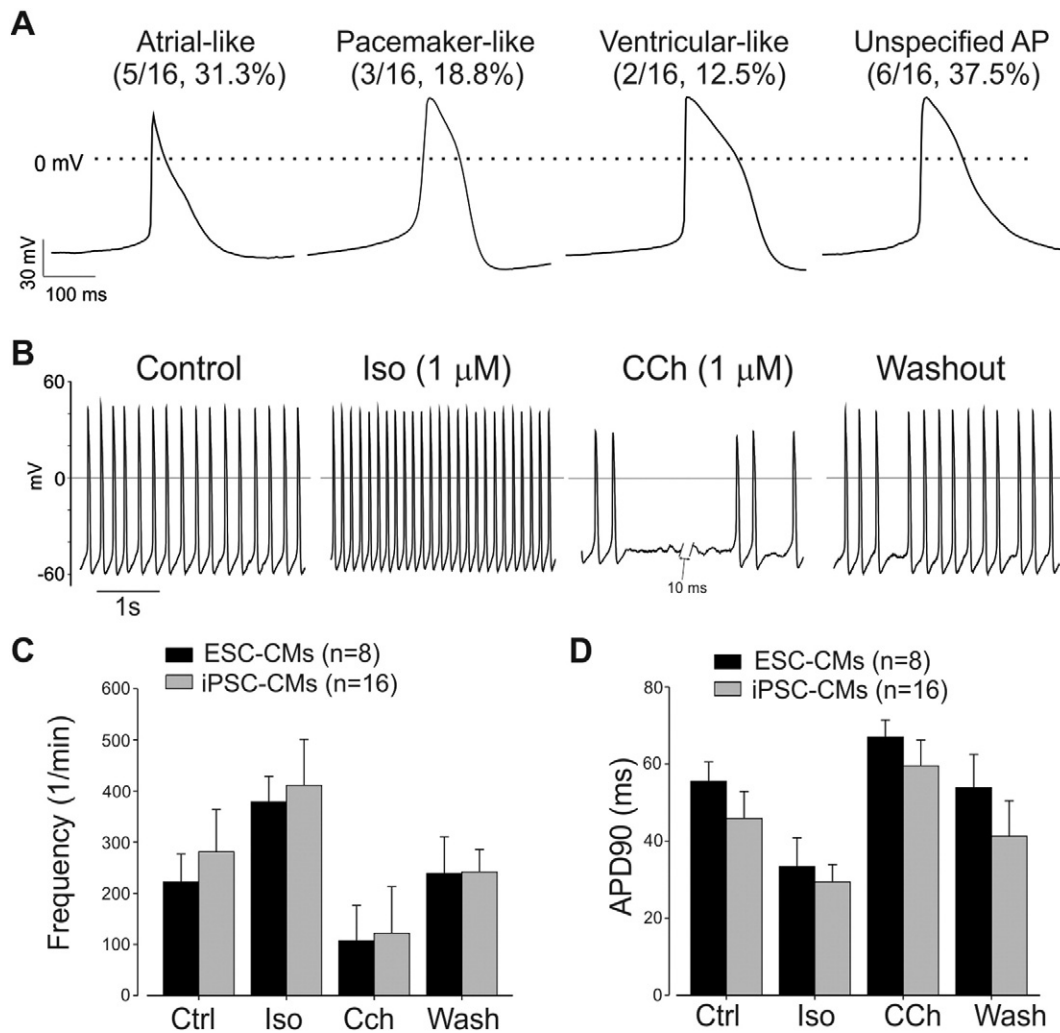 A
Atrial-like
(5/16, 31.3%)
Pacemaker-like
(3/16, 18.8%)
Ventricular-like
(2/16, 12.5%)
Unspecified AP
(6/16, 37.5%)
0 mV
30 mV
100 ms
B
Control
Iso (1 μM)
CCh (1 μM)
Washout
60
0
-60
mV
10 ms
1s
C
ESC-CMs (n=8)
iPSC-CMs (n=16)
Frequency (1/min)
600
500
400
300
200
100
0
Ctrl
Iso
Cch
Wash
D
ESC-CMs (n=8)
iPSC-CMs (n=16)
APD90 (ms)
80
60
40
20
0
Ctrl
Iso
CCh
Wash